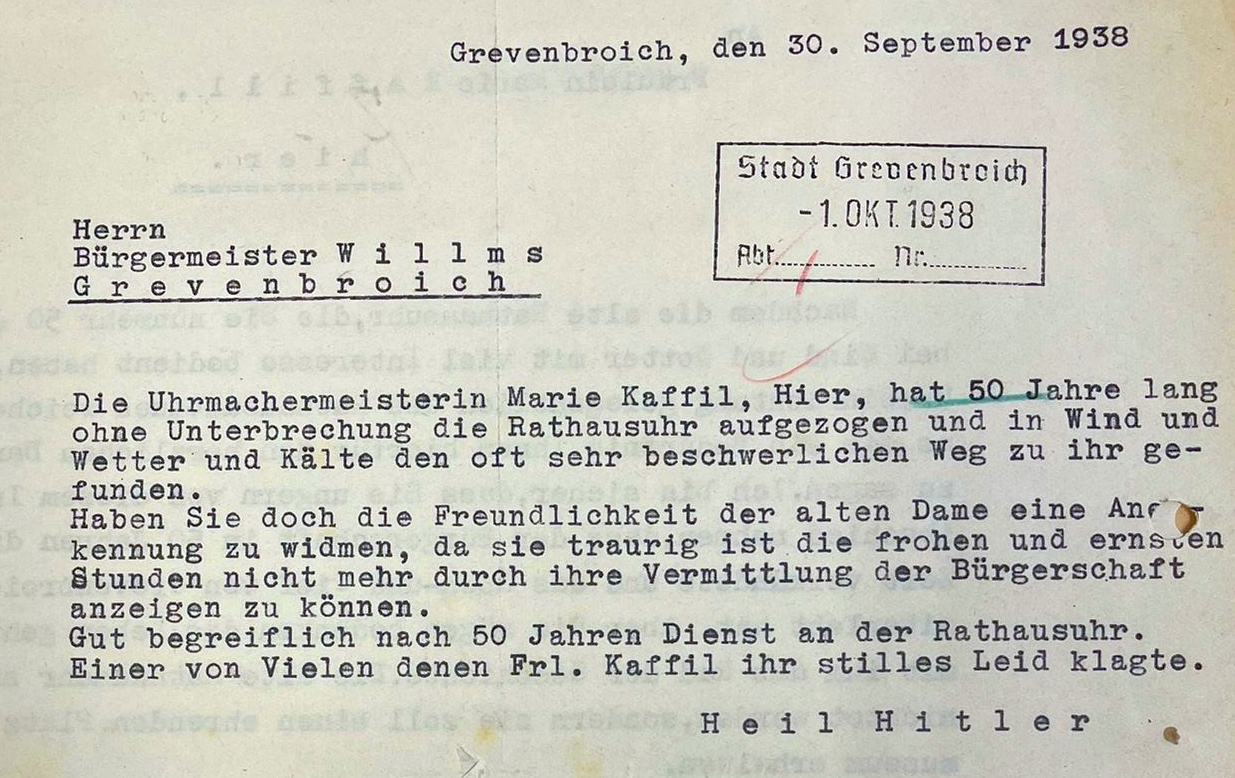 Grevenbroich, den 30. September 1938
Stadt Grevenbroich
-1. OKT. 1938
Abt............. Nr.............
Herrn
Bürgermeister W i l l m s
G r e v e n b r o i c h
Die Uhrmachermeisterin Marie Kaffil, Hier, hat 50 Jahre lang
ohne Unterbrechung die Rathausuhr aufgezogen und in Wind und
Wetter und Kälte den oft sehr beschwerlichen Weg zu ihr ge-
funden.
Haben Sie doch die Freundlichkeit der alten Dame eine Aner-
kennung zu widmen, da sie traurig ist die frohen und ernsten
Stunden nicht mehr durch ihre Vermittlung der Bürgerschaft
anzeigen zu können.
Gut begreiflich nach 50 Jahren Dienst an der Rathausuhr.
Einer von Vielen denen Frl. Kaffil ihr stilles Leid klagte.
H e i l H i t l e r